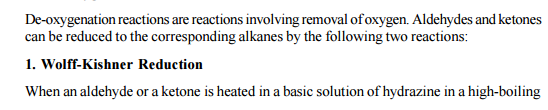 De-oxygenation reactions are reactions involving removal of oxygen. Aldehydes and ketones
can be reduced to the corresponding alkanes by the following two reactions:
1. Wolff-Kishner Reduction
When an aldehyde or a ketone is heated in a basic solution of hydrazine in a high-boiling